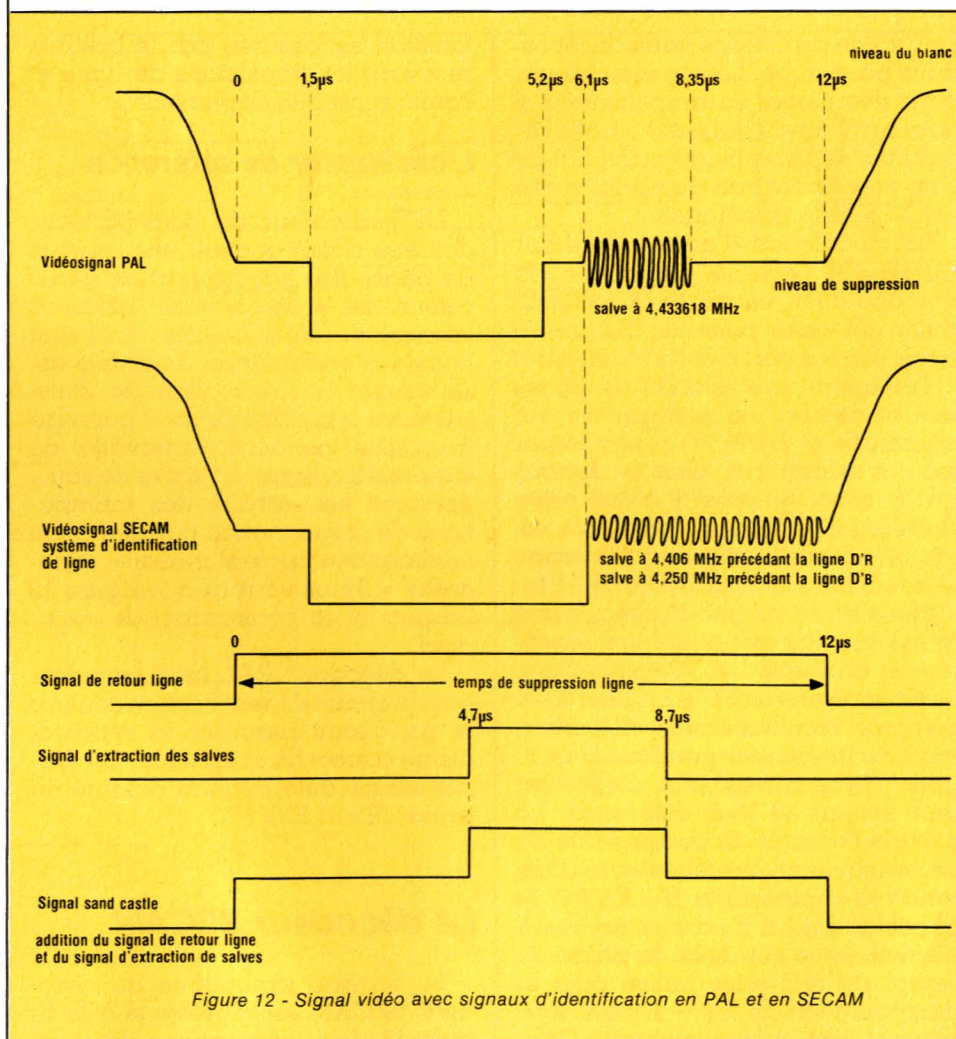 niveau du blanc
0 1,5µs 5,2µs 6,1µs 8,35µs 12µs
Vidéosignal PAL
niveau de suppression
salve à 4,433618 MHz
Vidéosignal SECAM
système d'identification
de ligne
salve à 4,406 MHz précédant la ligne D'R
salve à 4,250 MHz précédant la ligne D'B
0 12µs
Signal de retour ligne
temps de suppression ligne
4,7µs 8,7µs
Signal d'extraction des salves
Signal sand castle
addition du signal de retour ligne
et du signal d'extraction de salves
Figure 12 - Signal vidéo avec signaux d'identification en PAL et en SECAM